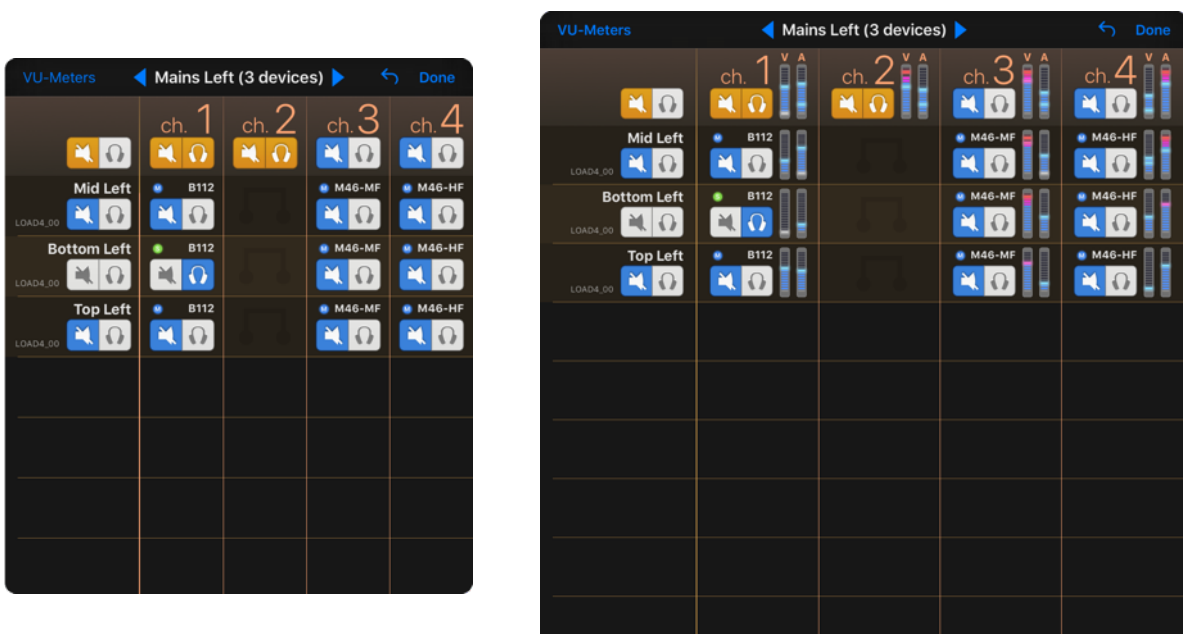 VU-Meters Mains Left (3 devices) Done
ch. 1 ch. 2 ch. 3 ch. 4
Mid Left B112 M46-MF M46-HF
LOAD4_00
Bottom Left S B112 M46-MF M46-HF
LOAD4_00
Top Left B112 M46-MF M46-HF
LOAD4_00
VU-Meters Mains Left (3 devices) Done
V A V A V A V A
ch. 1 ch. 2 ch. 3 ch. 4
Mid Left M B112 M M46-MF M M46-HF
LOAD4_00
Bottom Left S B112 M M46-MF M M46-HF
LOAD4_00
Top Left M B112 M M46-MF M M46-HF
LOAD4_00